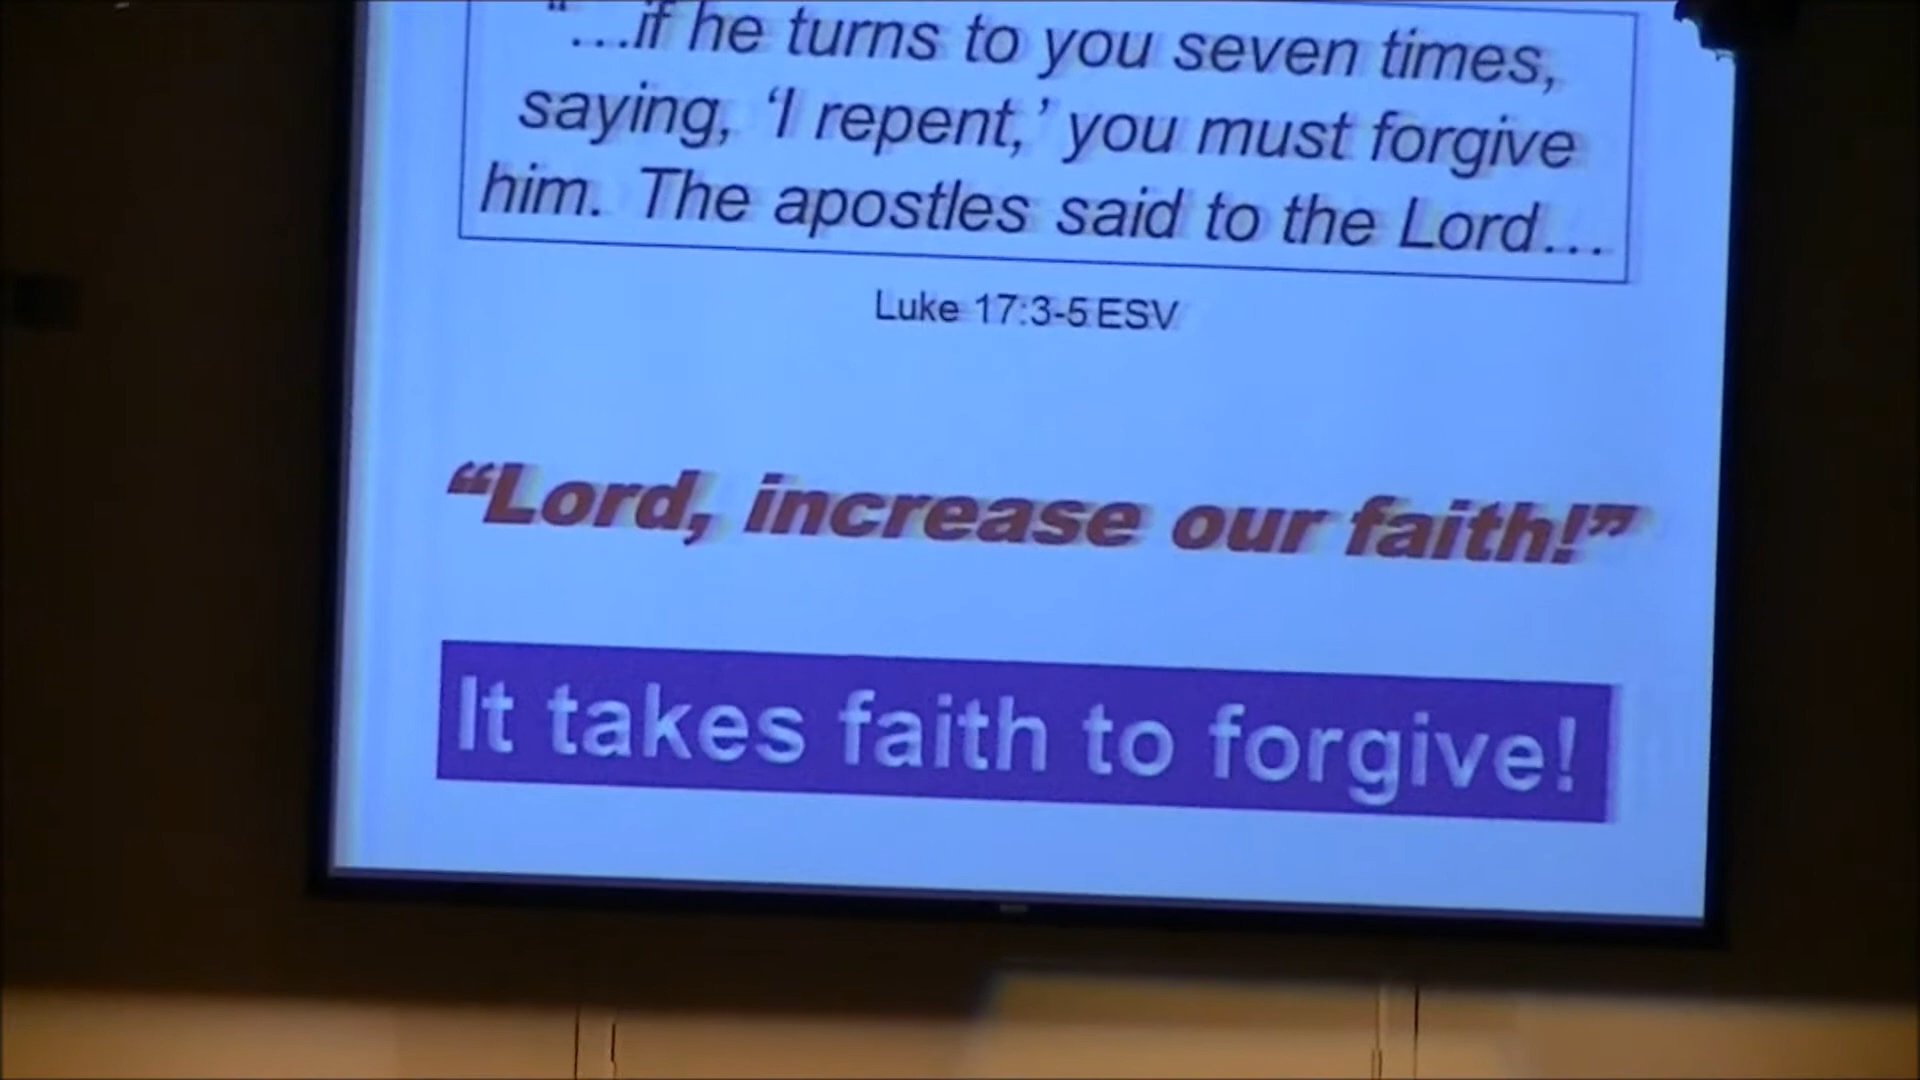 "...if he turns to you seven times,
saying, ‘I repent,’ you must forgive
him. The apostles said to the Lord...
Luke 17:3-5 ESV
“Lord, increase our faith!”
It takes faith to forgive!